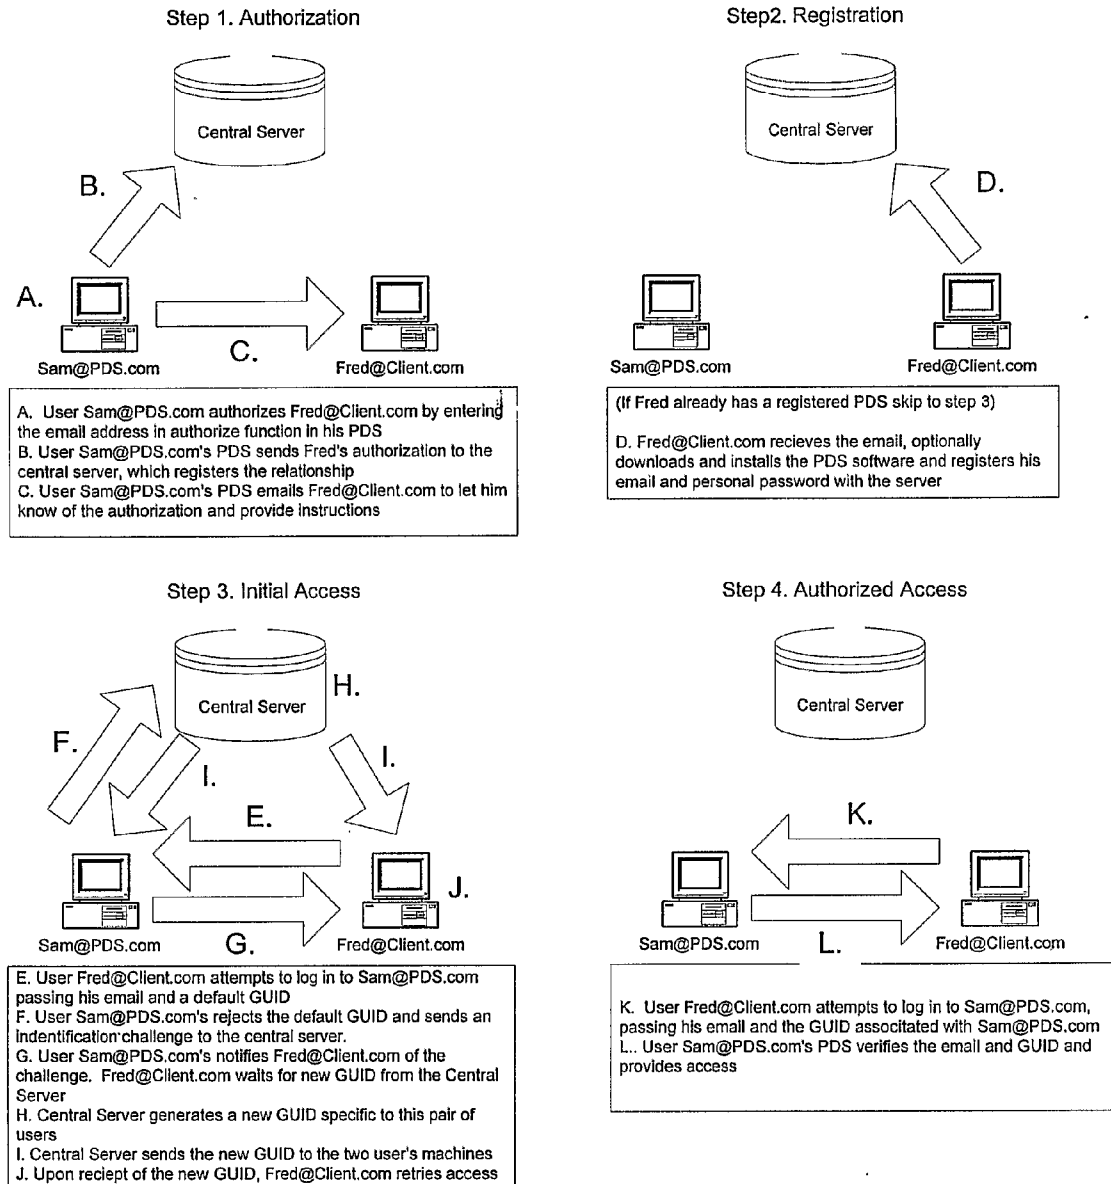 Step 1. Authorization
Central Server
B.
A.
C.
Sam@PDS.com
Fred@Client.com
A. User Sam@PDS.com authorizes Fred@Client.com by entering
the email address in authorize function in his PDS
B. User Sam@PDS.com's PDS sends Fred's authorization to the
central server, which registers the relationship
C. User Sam@PDS.com's PDS emails Fred@Client.com to let him
know of the authorization and provide instructions
Step2. Registration
Central Server
D.
Sam@PDS.com
Fred@Client.com
(If Fred already has a registered PDS skip to step 3)
D. Fred@Client.com recieves the email, optionally
downloads and installs the PDS software and registers his
email and personal password with the server
Step 3. Initial Access
Central Server
H.
F.
I.
I.
E.
J.
G.
Sam@PDS.com
Fred@Client.com
E. User Fred@Client.com attempts to log in to Sam@PDS.com
passing his email and a default GUID
F. User Sam@PDS.com's rejects the default GUID and sends an
indentification challenge to the central server.
G. User Sam@PDS.com's notifies Fred@Client.com of the
challenge. Fred@Client.com waits for new GUID from the Central
Server
H. Central Server generates a new GUID specific to this pair of
users
I. Central Server sends the new GUID to the two user's machines
J. Upon reciept of the new GUID, Fred@Client.com retries access
Step 4. Authorized Access
Central Server
K.
L.
Sam@PDS.com
Fred@Client.com
K. User Fred@Client.com attempts to log in to Sam@PDS.com,
passing his email and the GUID associtated with Sam@PDS.com
L.. User Sam@PDS.com's PDS verifies the email and GUID and
provides access